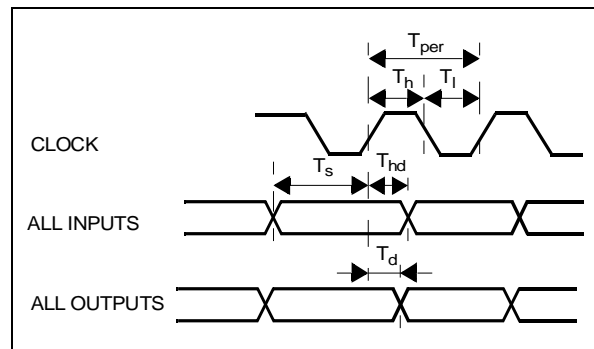 T_per
T_h T_l
CLOCK
T_s T_hd
ALL INPUTS
T_d
ALL OUTPUTS